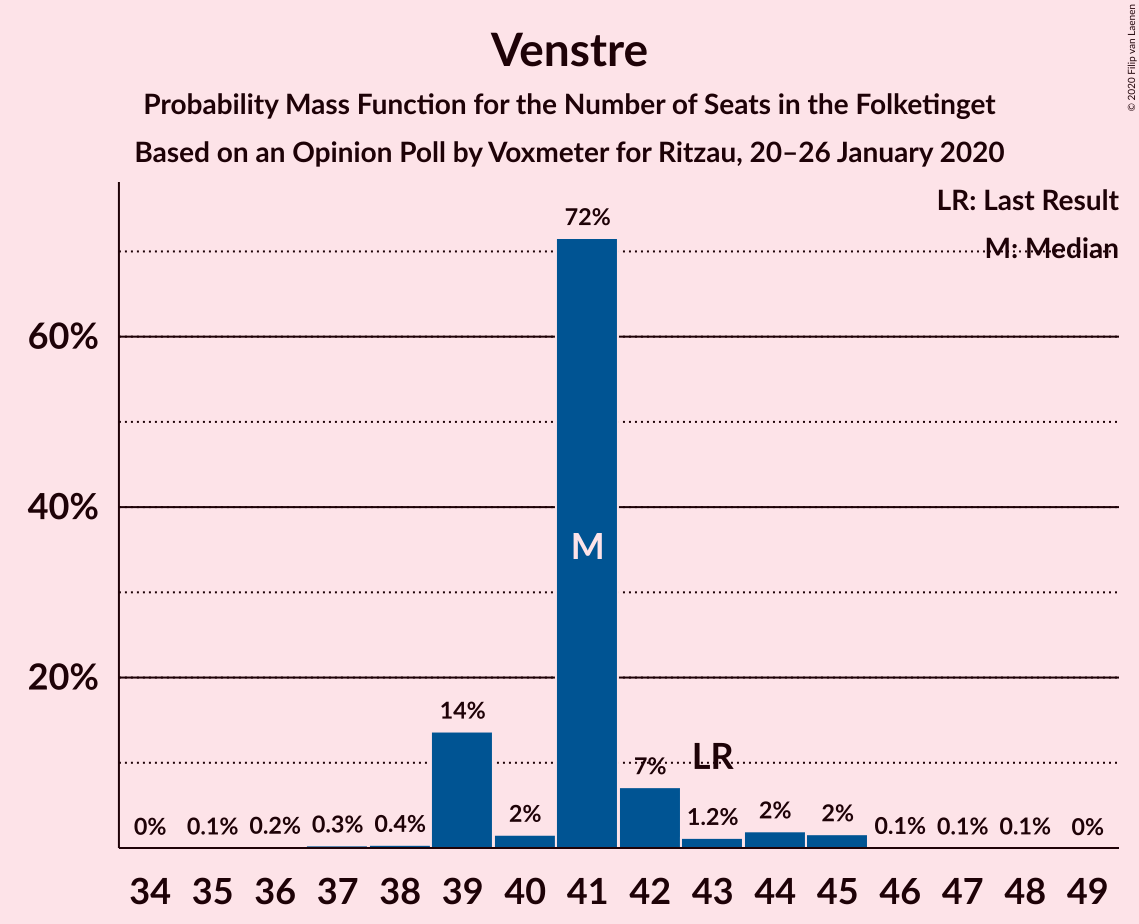 Venstre
Probability Mass Function for the Number of Seats in the Folketinget
Based on an Opinion Poll by Voxmeter for Ritzau, 20–26 January 2020
© 2020 Filip van Laenen
LR: Last Result
M: Median
60%
40%
20%
0% 0.1% 0.2% 0.3% 0.4% 14% 2% 72% 7% 1.2% 2% 2% 0.1% 0.1% 0.1% 0%
M
LR
34 35 36 37 38 39 40 41 42 43 44 45 46 47 48 49